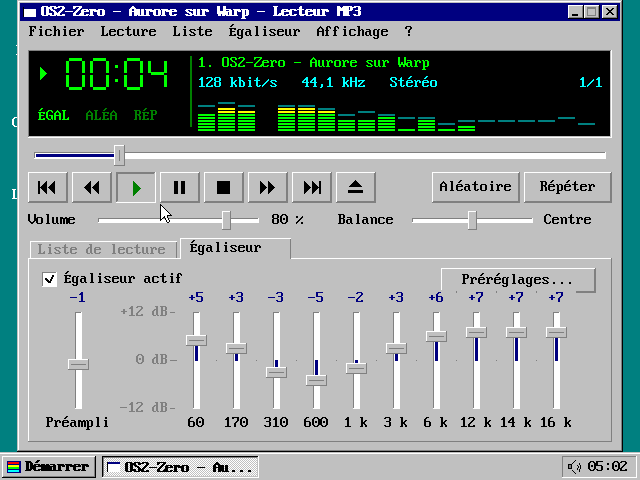 OS2-Zero - Aurore sur Warp - Lecteur MP3
Fichier Lecture Liste Égaliseur Affichage ?
00:04
1. OS2-Zero - Aurore sur Warp
128 kbit/s 44,1 kHz Stéréo 1/1
ÉGAL ALÉA RÉP
Aléatoire Répéter
Volume 80 % Balance Centre
Liste de lecture Égaliseur
Égaliseur actif Préréglages...
-1 +5 +3 -3 -5 -2 +3 +6 +7 +7 +7
+12 dB-
0 dB-
-12 dB-
Préampli 60 170 310 600 1 k 3 k 6 k 12 k 14 k 16 k
Démarrer OS2-Zero - Au... 05:02